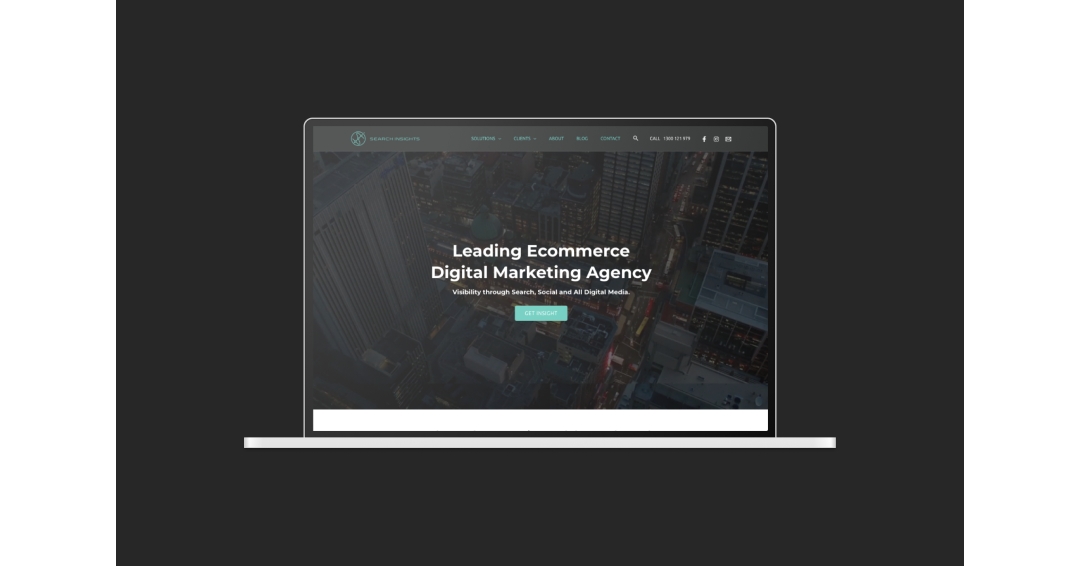 SEARCH INSIGHTS
SOLUTIONS CLIENTS ABOUT BLOG CONTACT CALL 1300 121 979
Leading Ecommerce
Digital Marketing Agency
Visibility through Search, Social and All Digital Media.
GET INSIGHT